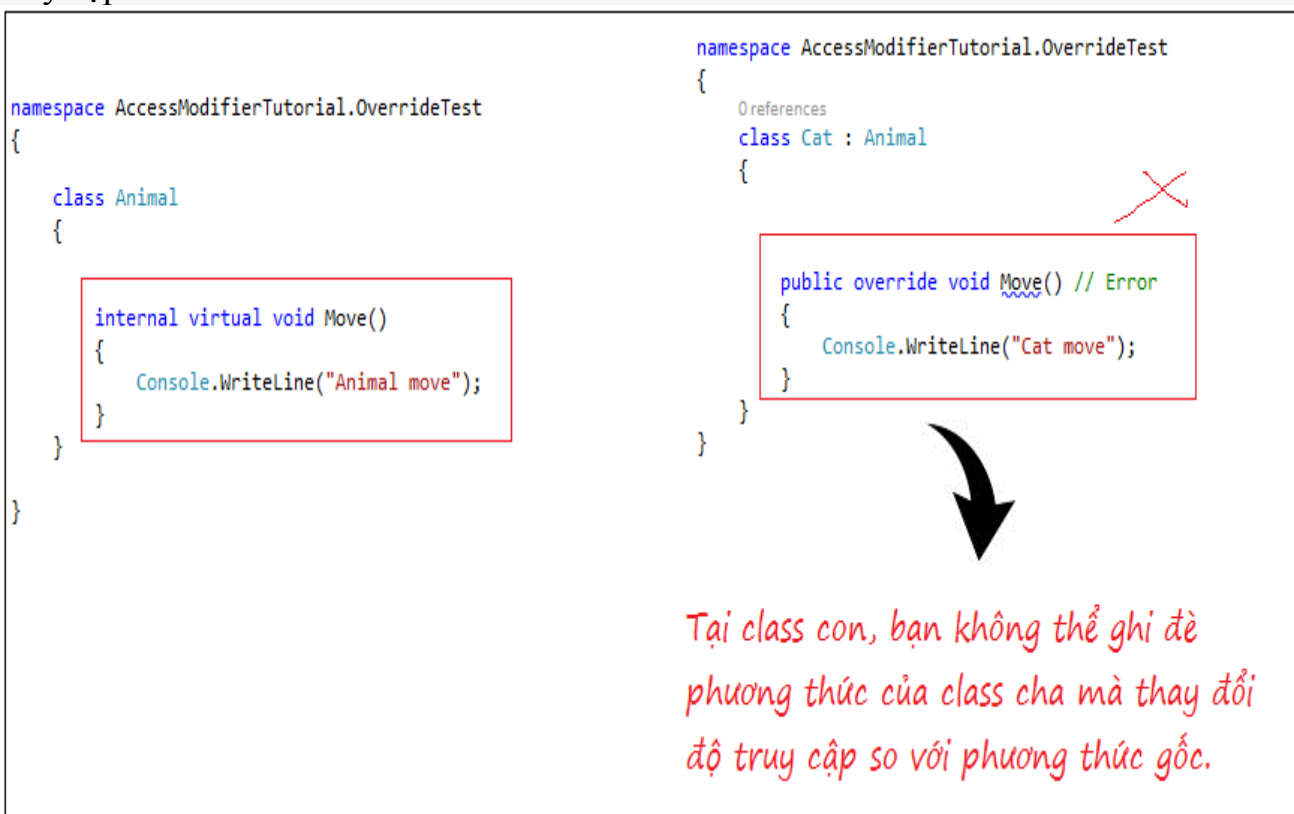 namespace AccessModifierTutorial.OverrideTest
{
class Animal
{
internal virtual void Move()
{
Console.WriteLine("Animal move");
}
}
}
namespace AccessModifierTutorial.OverrideTest
{
0 references
class Cat : Animal
{
public override void Move() // Error
{
Console.WriteLine("Cat move");
}
}
}
Tại class con, bạn không thể ghi đè
phương thức của class cha mà thay đổi
độ truy cập so với phương thức gốc.